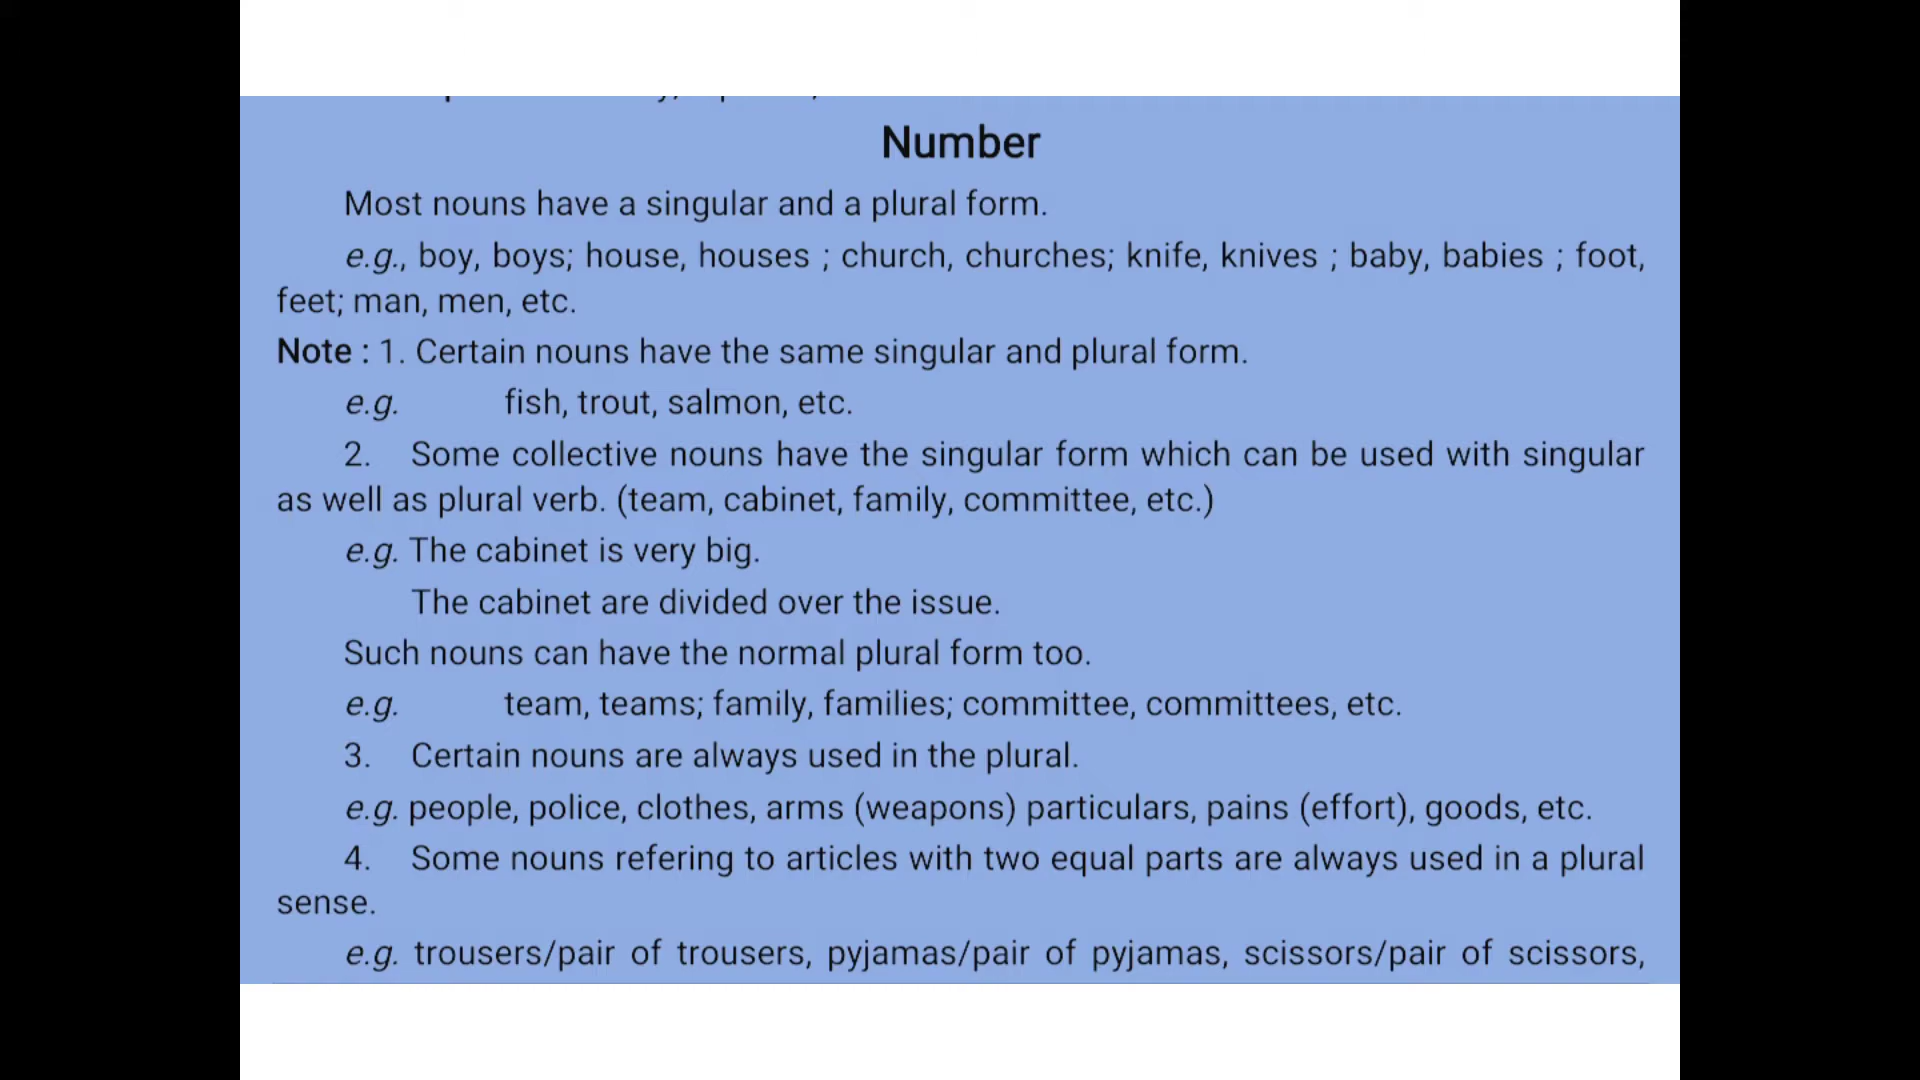 Number
Most nouns have a singular and a plural form.
e.g., boy, boys; house, houses ; church, churches; knife, knives ; baby, babies ; foot,
feet; man, men, etc.
Note : 1. Certain nouns have the same singular and plural form.
e.g. fish, trout, salmon, etc.
2. Some collective nouns have the singular form which can be used with singular
as well as plural verb. (team, cabinet, family, committee, etc.)
e.g. The cabinet is very big.
The cabinet are divided over the issue.
Such nouns can have the normal plural form too.
e.g. team, teams; family, families; committee, committees, etc.
3. Certain nouns are always used in the plural.
e.g. people, police, clothes, arms (weapons) particulars, pains (effort), goods, etc.
4. Some nouns refering to articles with two equal parts are always used in a plural
sense.
e.g. trousers/pair of trousers, pyjamas/pair of pyjamas, scissors/pair of scissors,